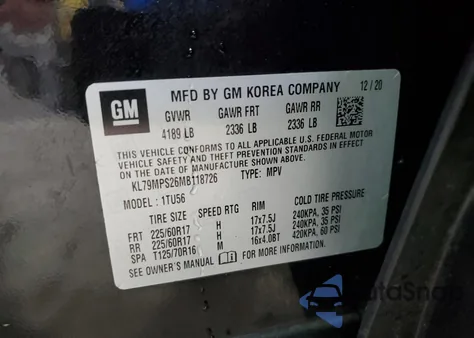 GM
MFD BY GM KOREA COMPANY 12/20
GVWR GAWR FRT GAWR RR
4189 LB 2336 LB 2336 LB
THIS VEHICLE CONFORMS TO ALL APPLICABLE U.S. FEDERAL MOTOR
VEHICLE SAFETY AND THEFT PREVENTION STANDARDS IN EFFECT
ON THE DATE OF MANUFACTURE SHOWN ABOVE.
KL79MPS26MB118726 TYPE: MPV
MODEL: 1TU56
SPEED RTG RIM COLD TIRE PRESSURE
FRT 225/60R17 H 17x7.5J 240KPA, 35 PSI
RR 225/60R17 H 17x7.5J 240KPA, 35 PSI
SPA T125/70R16 M 16x4.0BT 420KPA, 60 PSI
SEE OWNER'S MANUAL FOR ADDITIONAL INFORMATION.
AutoSnap